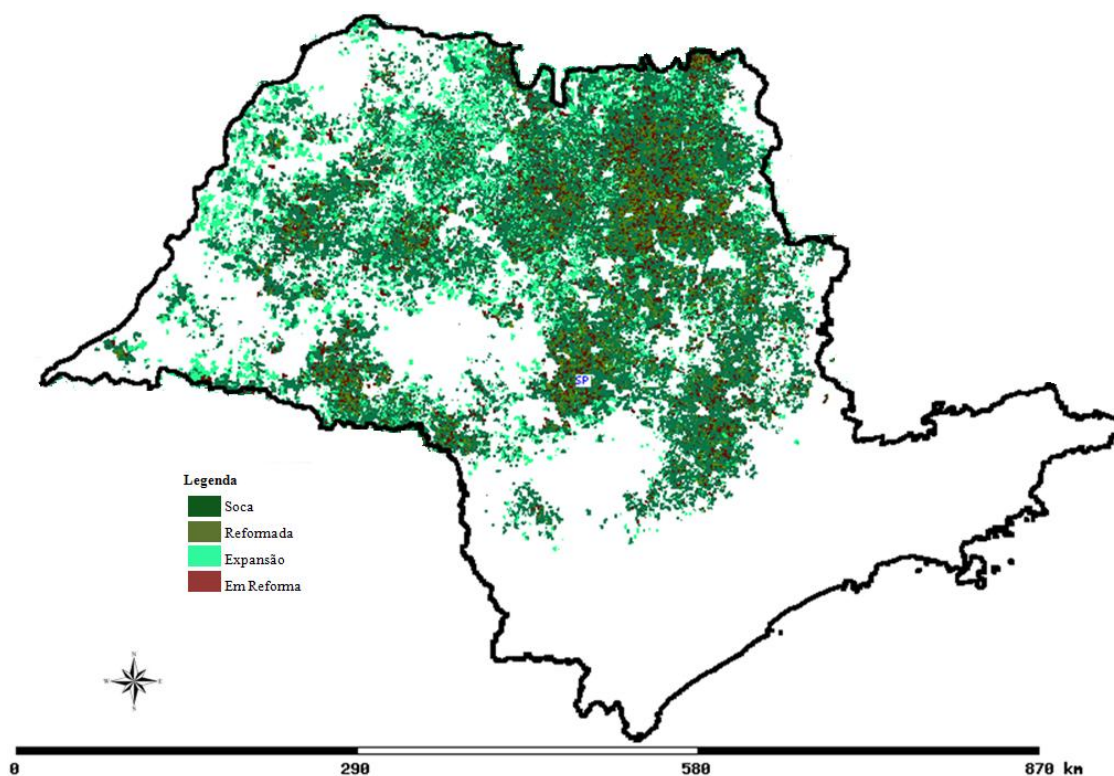 SP
Legenda
Soca
Reformada
Expansão
Em Reforma
N
W E
S
0 290 580 870 km